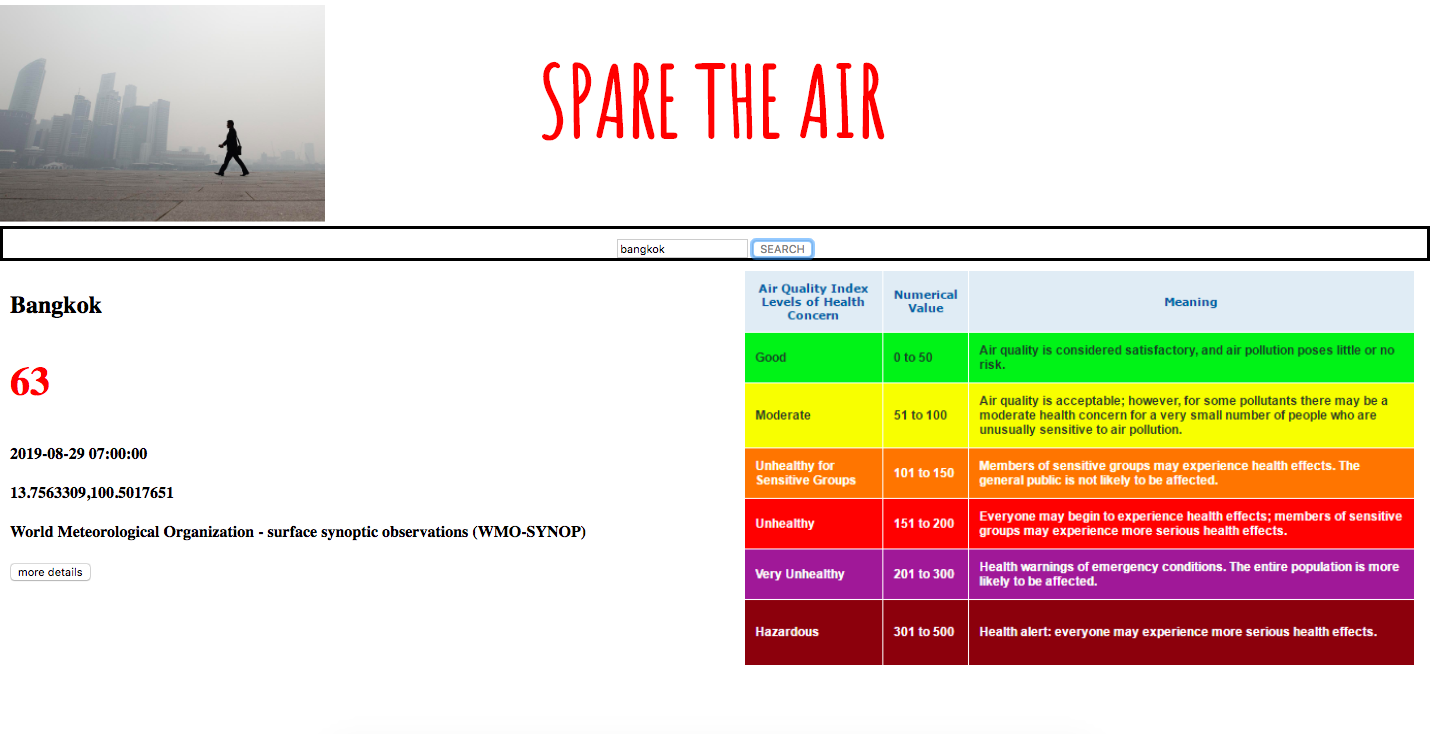 SPARE THE AIR
bangkok SEARCH
Bangkok
63
2019-08-29 07:00:00
13.7563309,100.5017651
World Meteorological Organization - surface synoptic observations (WMO-SYNOP)
more details
Air Quality Index
Levels of Health
Concern
Numerical
Value
Meaning
Good
0 to 50
Air quality is considered satisfactory, and air pollution poses little or no
risk.
Moderate
51 to 100
Air quality is acceptable; however, for some pollutants there may be a
moderate health concern for a very small number of people who are
unusually sensitive to air pollution.
Unhealthy for
Sensitive Groups
101 to 150
Members of sensitive groups may experience health effects. The
general public is not likely to be affected.
Unhealthy
151 to 200
Everyone may begin to experience health effects; members of sensitive
groups may experience more serious health effects.
Very Unhealthy
201 to 300
Health warnings of emergency conditions. The entire population is more
likely to be affected.
Hazardous
301 to 500
Health alert: everyone may experience more serious health effects.